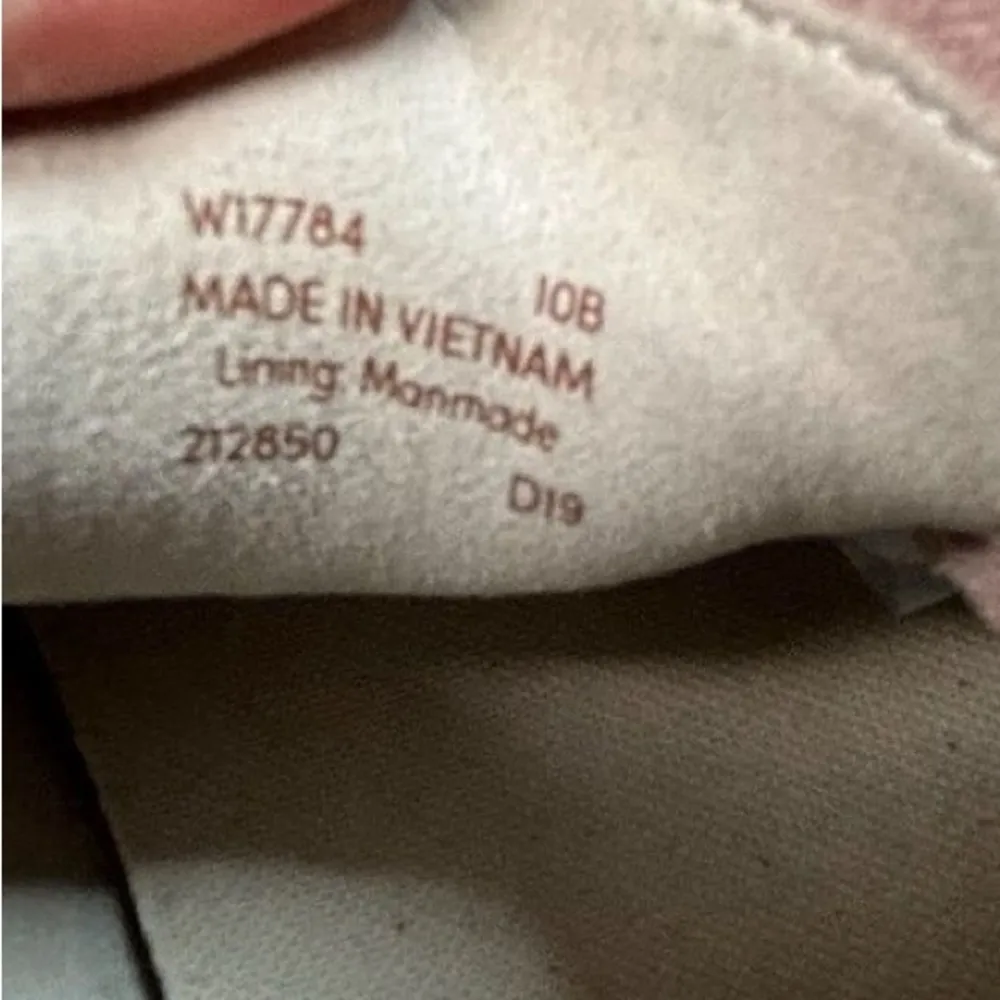 W17784
10B
MADE IN VIETNAM
Lining: Manmade
212850
D19